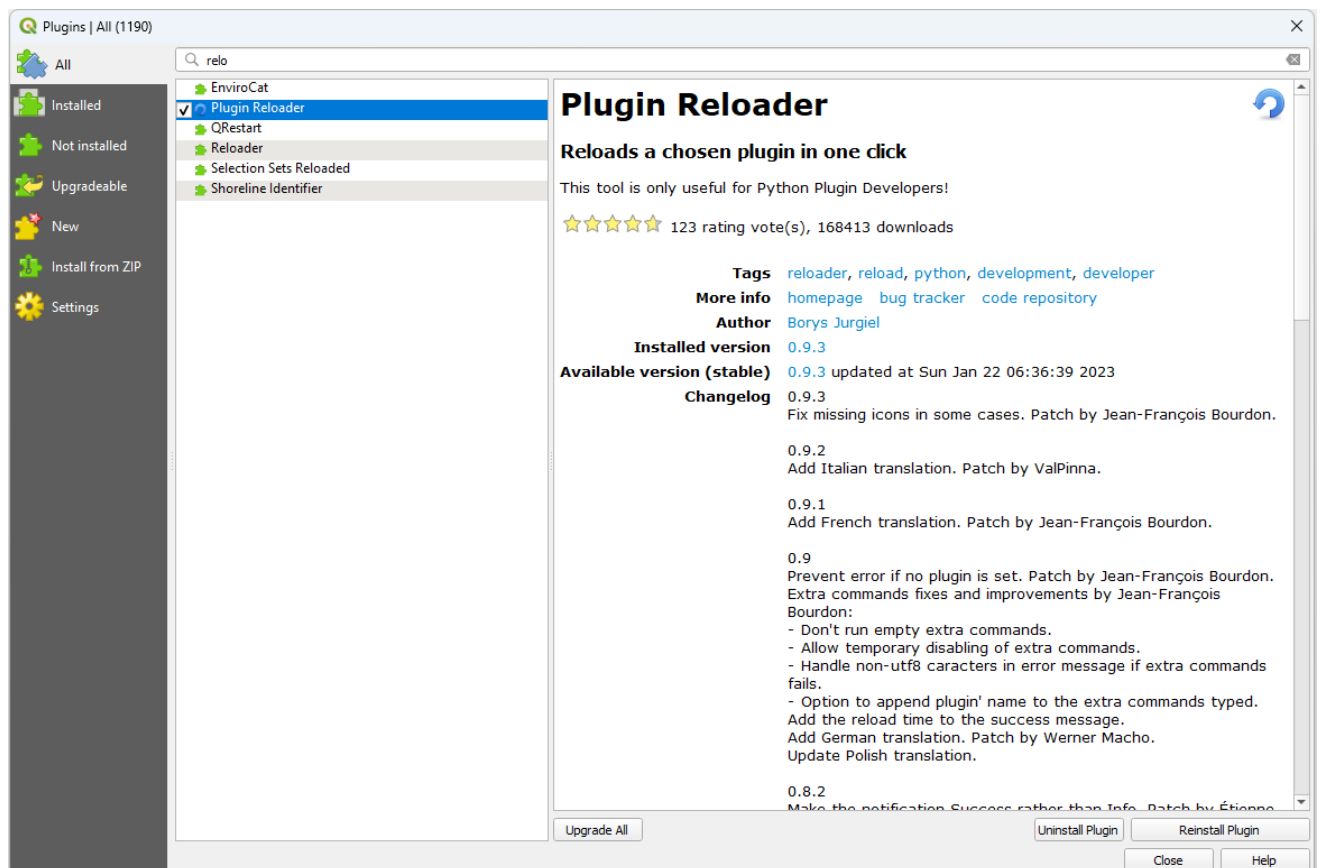 Plugins | All (1190)
All
Installed
Not installed
Upgradeable
New
Install from ZIP
Settings
relo
EnviroCat
Plugin Reloader
QRestart
Reloader
Selection Sets Reloaded
Shoreline Identifier
Plugin Reloader
Reloads a chosen plugin in one click
This tool is only useful for Python Plugin Developers!
123 rating vote(s), 168413 downloads
Tags reloader, reload, python, development, developer
More info homepage bug tracker code repository
Author Borys Jurgiel
Installed version 0.9.3
Available version (stable) 0.9.3 updated at Sun Jan 22 06:36:39 2023
Changelog 0.9.3
Fix missing icons in some cases. Patch by Jean-François Bourdon.
0.9.2
Add Italian translation. Patch by ValPinna.
0.9.1
Add French translation. Patch by Jean-François Bourdon.
0.9
Prevent error if no plugin is set. Patch by Jean-François Bourdon.
Extra commands fixes and improvements by Jean-François
Bourdon:
- Don't run empty extra commands.
- Allow temporary disabling of extra commands.
- Handle non-utf8 caracters in error message if extra commands
fails.
- Option to append plugin' name to the extra commands typed.
Add the reload time to the success message.
Add German translation. Patch by Werner Macho.
Update Polish translation.
0.8.2
Make the notification Success rather than Info. Patch by Étienne
Upgrade All
Uninstall Plugin
Reinstall Plugin
Close
Help